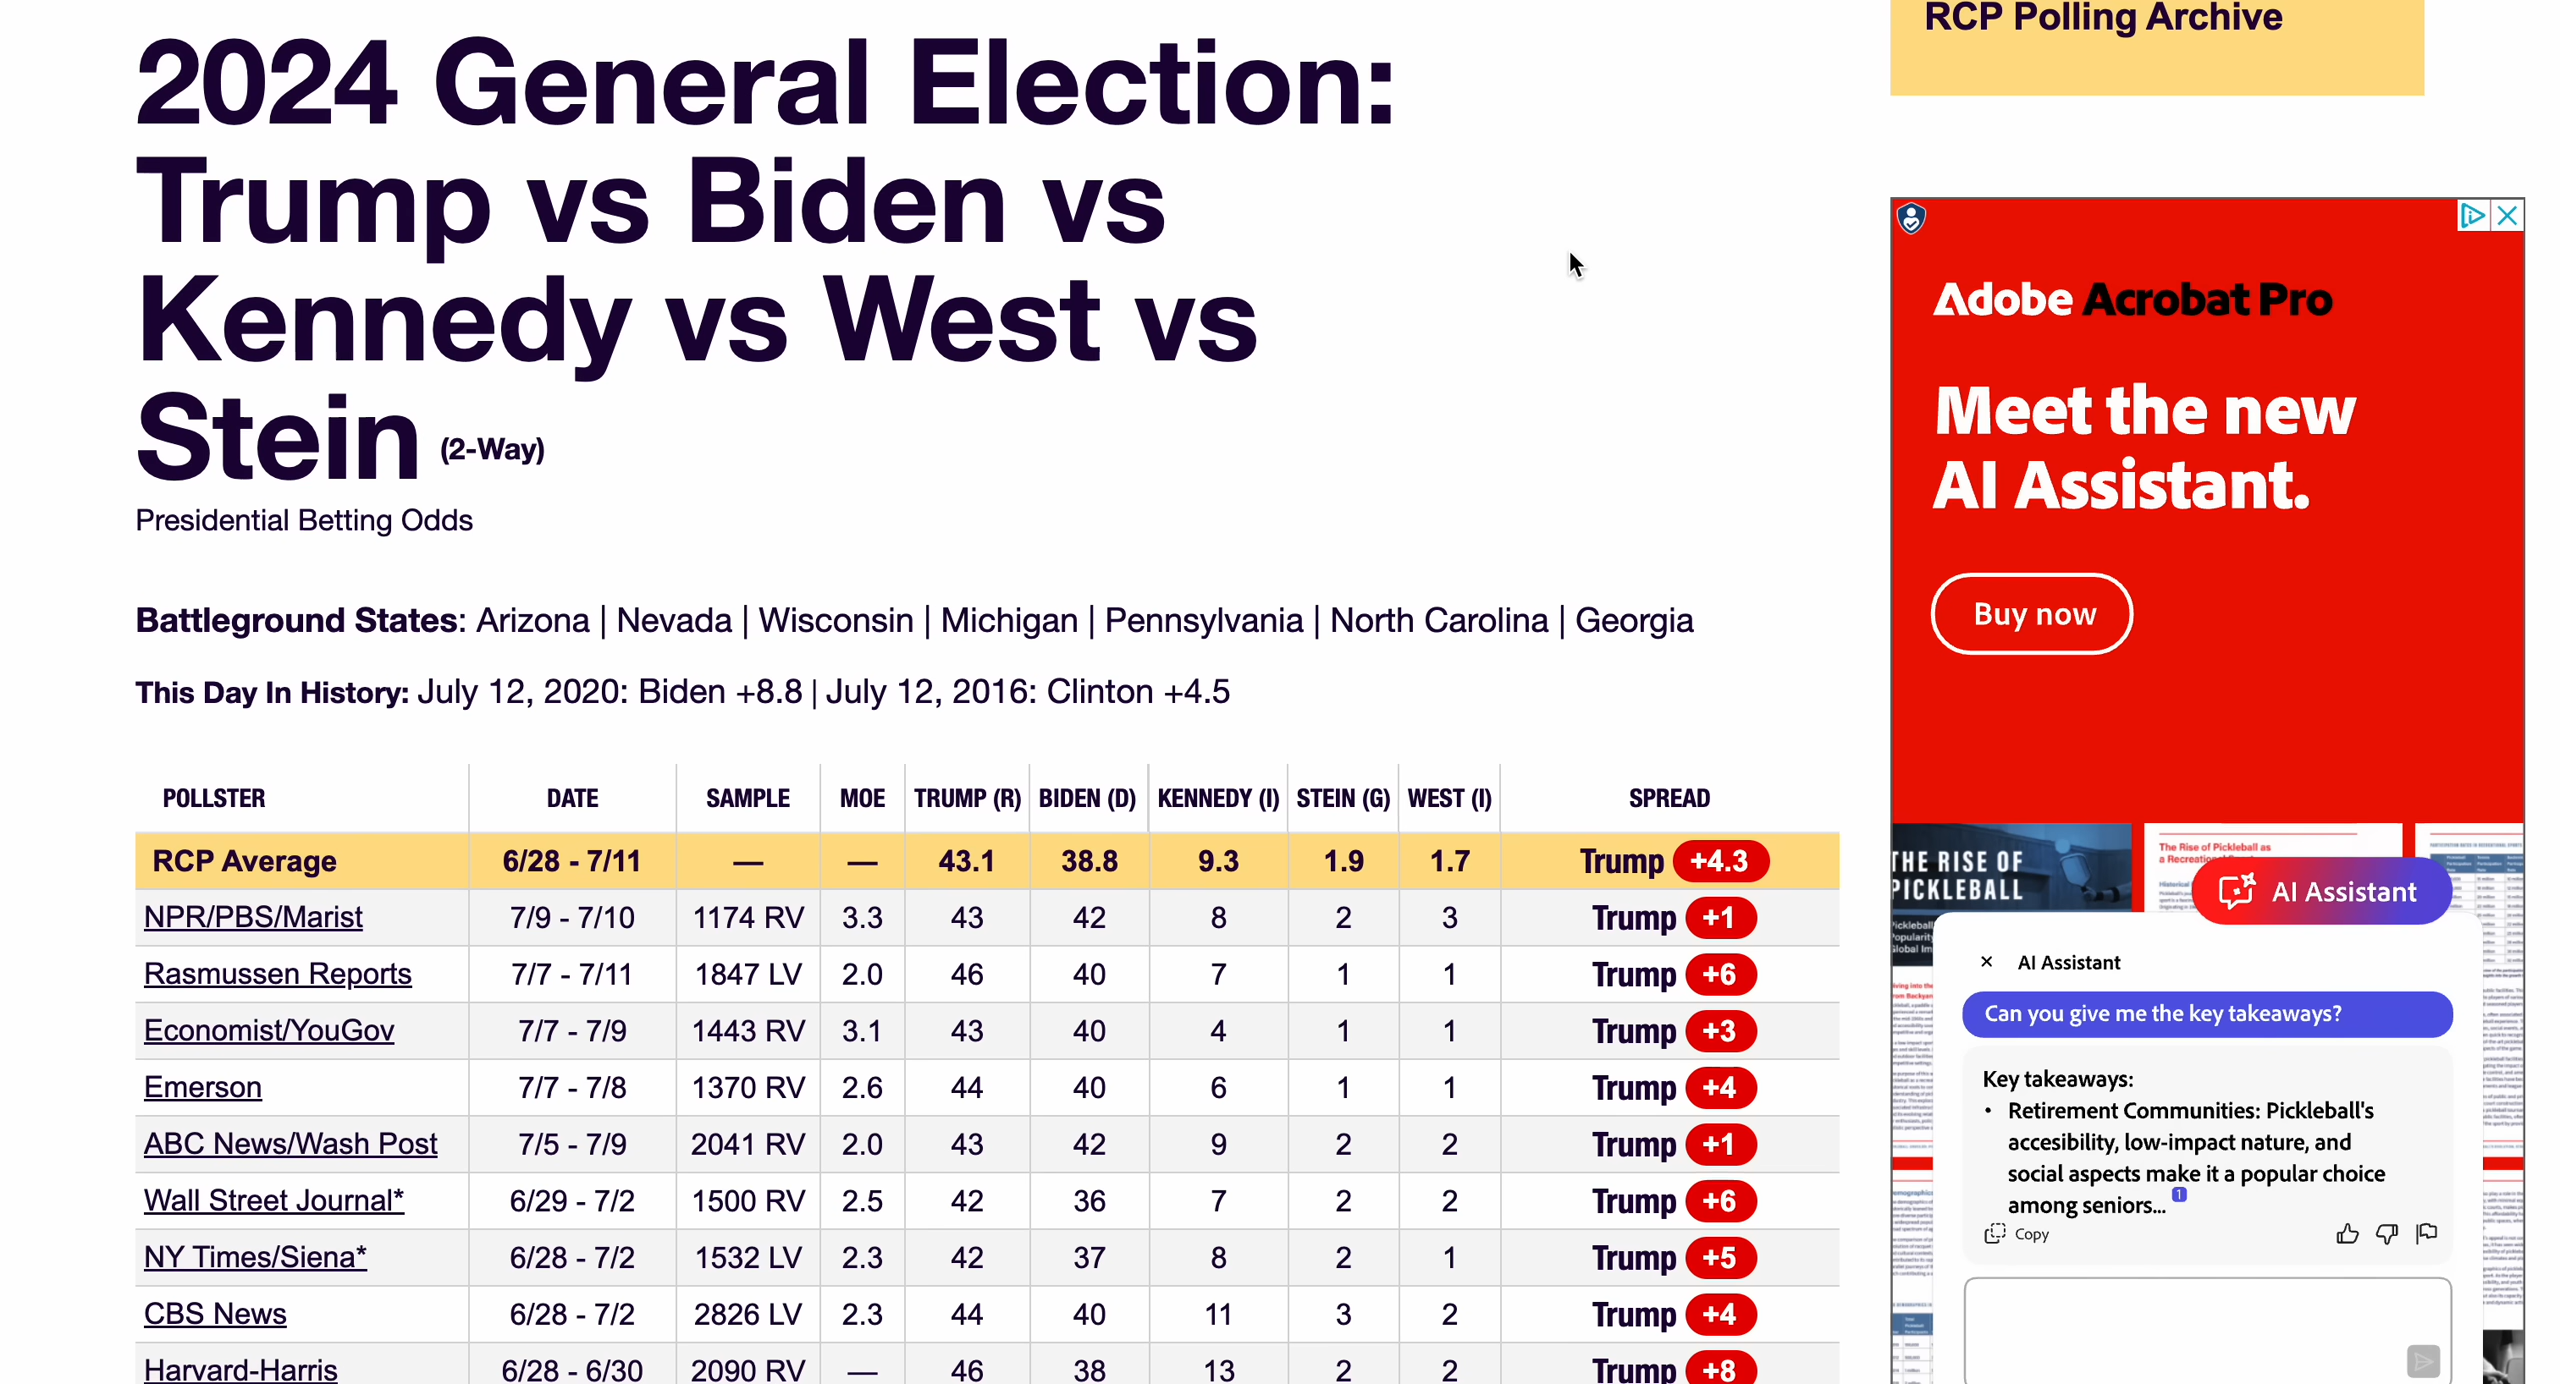 RCP Polling Archive
2024 General Election:
Trump vs Biden vs
Kennedy vs West vs
Stein (2-Way)
Presidential Betting Odds
Battleground States: Arizona | Nevada | Wisconsin | Michigan | Pennsylvania | North Carolina | Georgia
This Day In History: July 12, 2020: Biden +8.8 | July 12, 2016: Clinton +4.5
POLLSTER DATE SAMPLE MOE TRUMP (R) BIDEN (D) KENNEDY (I) STEIN (G) WEST (I) SPREAD
RCP Average 6/28 - 7/11 — — 43.1 38.8 9.3 1.9 1.7 Trump +4.3
NPR/PBS/Marist 7/9 - 7/10 1174 RV 3.3 43 42 8 2 3 Trump +1
Rasmussen Reports 7/7 - 7/11 1847 LV 2.0 46 40 7 1 1 Trump +6
Economist/YouGov 7/7 - 7/9 1443 RV 3.1 43 40 4 1 1 Trump +3
Emerson 7/7 - 7/8 1370 RV 2.6 44 40 6 1 1 Trump +4
ABC News/Wash Post 7/5 - 7/9 2041 RV 2.0 43 42 9 2 2 Trump +1
Wall Street Journal* 6/29 - 7/2 1500 RV 2.5 42 36 7 2 2 Trump +6
NY Times/Siena* 6/28 - 7/2 1532 LV 2.3 42 37 8 2 1 Trump +5
CBS News 6/28 - 7/2 2826 LV 2.3 44 40 11 3 2 Trump +4
Harvard-Harris 6/28 - 6/30 2090 RV — 46 38 13 2 2 Trump +8
Adobe Acrobat Pro
Meet the new
AI Assistant.
Buy now
THE RISE OF
PICKLEBALL
The Rise of Pickleball as
a Recreation
AI Assistant
× AI Assistant
Can you give me the key takeaways?
Key takeaways:
• Retirement Communities: Pickleball's
accesibility, low-impact nature, and
social aspects make it a popular choice
among seniors... 1
Copy